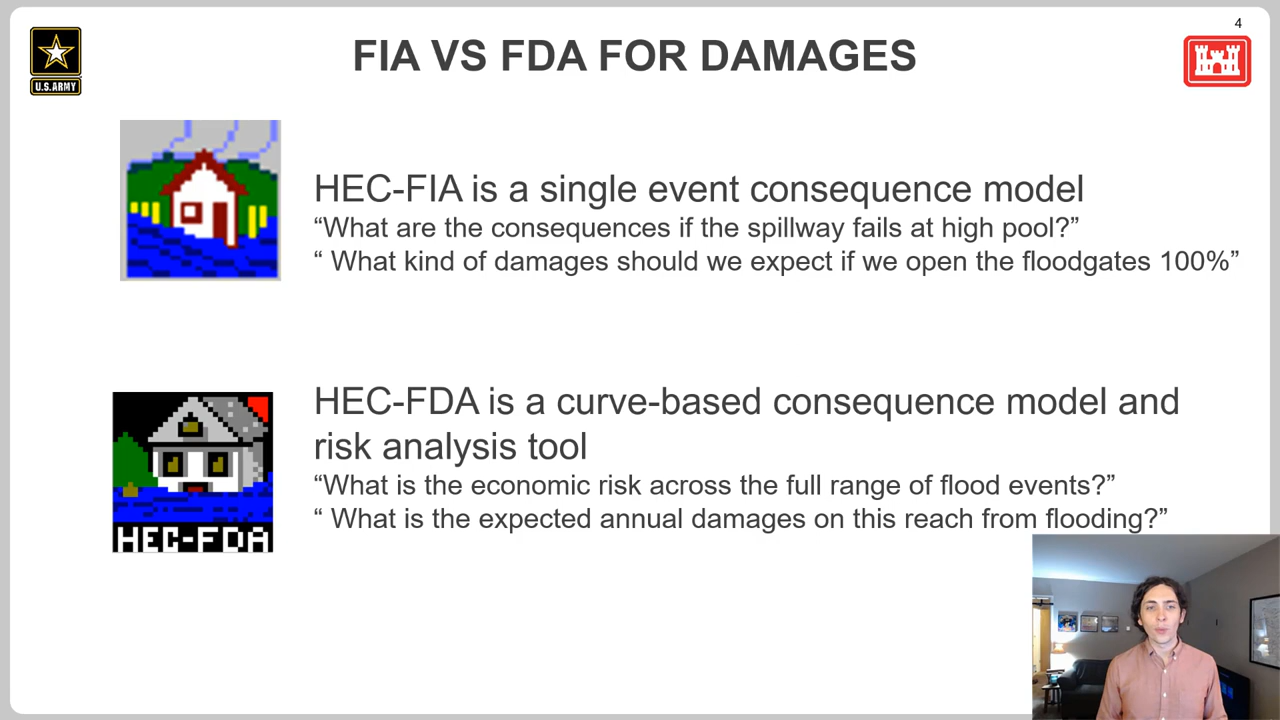 4
FIA VS FDA FOR DAMAGES
U.S.ARMY
HEC-FIA is a single event consequence model
“What are the consequences if the spillway fails at high pool?”
“ What kind of damages should we expect if we open the floodgates 100%”
HEC-FDA is a curve-based consequence model and
risk analysis tool
“What is the economic risk across the full range of flood events?”
“ What is the expected annual damages on this reach from flooding?”
HEC-FDA